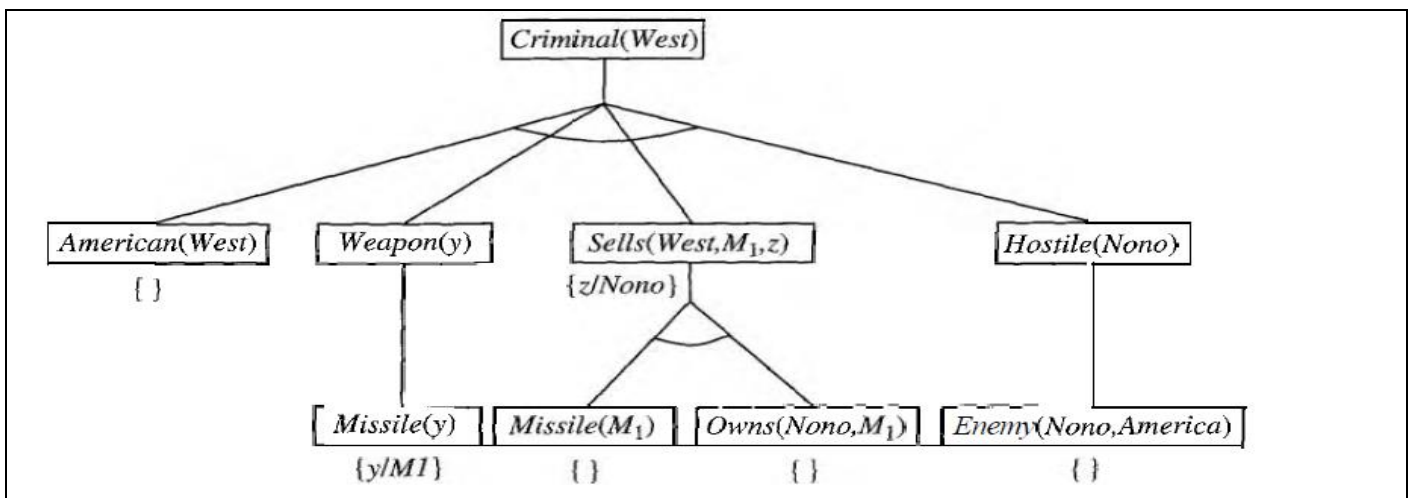 Criminal(West)
American(West) Weapon(y) Sells(West,M₁,z) Hostile(Nono)
{ } {z/Nono}
Missile(y) Missile(M₁) Owns(Nono,M₁) Enemy(Nono,America)
{y/M1} { } { } { }